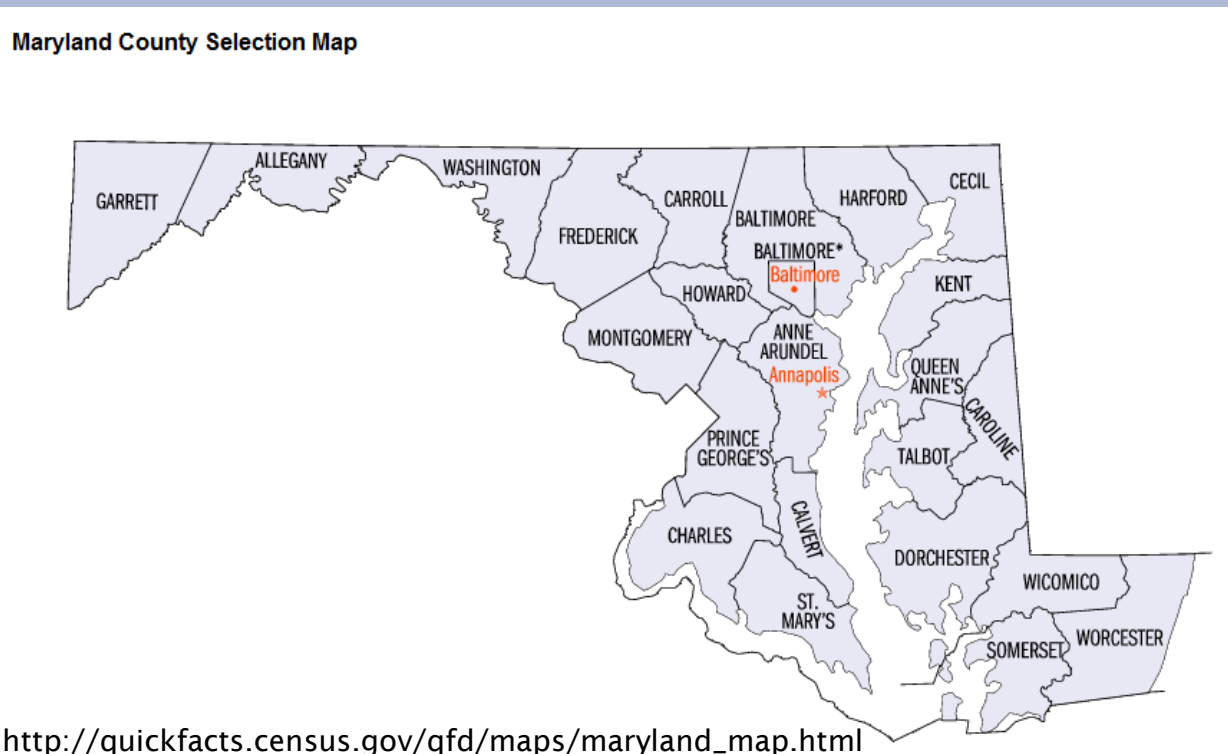 Maryland County Selection Map
ALLEGANY
WASHINGTON
GARRETT
CARROLL
HARFORD
CECIL
BALTIMORE
FREDERICK
BALTIMORE*
Baltimore
KENT
HOWARD
MONTGOMERY
ANNE
ARUNDEL
Annapolis
QUEEN
ANNE'S
CAROLINE
PRINCE
GEORGE'S
TALBOT
CALVERT
CHARLES
DORCHESTER
WICOMICO
ST.
MARY'S
WORCESTER
SOMERSET
http://quickfacts.census.gov/qfd/maps/maryland_map.html